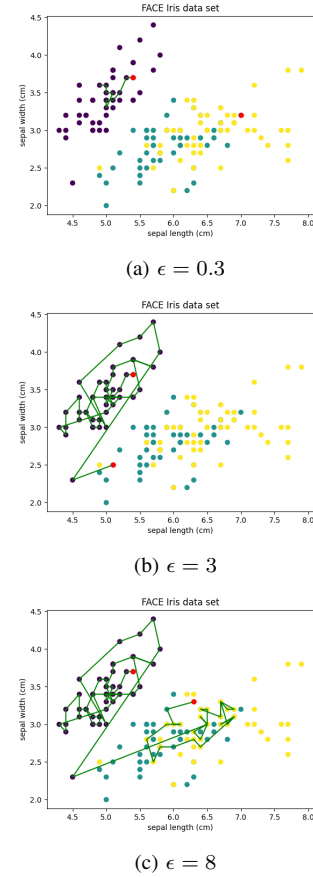 FACE Iris data set
4.5
4.0
3.5
3.0
2.5
2.0
sepal width (cm)
4.5 5.0 5.5 6.0 6.5 7.0 7.5 8.0
sepal length (cm)
(a) ϵ = 0.3
FACE Iris data set
4.5
4.0
3.5
3.0
2.5
2.0
sepal width (cm)
4.5 5.0 5.5 6.0 6.5 7.0 7.5 8.0
sepal length (cm)
(b) ϵ = 3
FACE Iris data set
4.5
4.0
3.5
3.0
2.5
2.0
sepal width (cm)
4.5 5.0 5.5 6.0 6.5 7.0 7.5 8.0
sepal length (cm)
(c) ϵ = 8